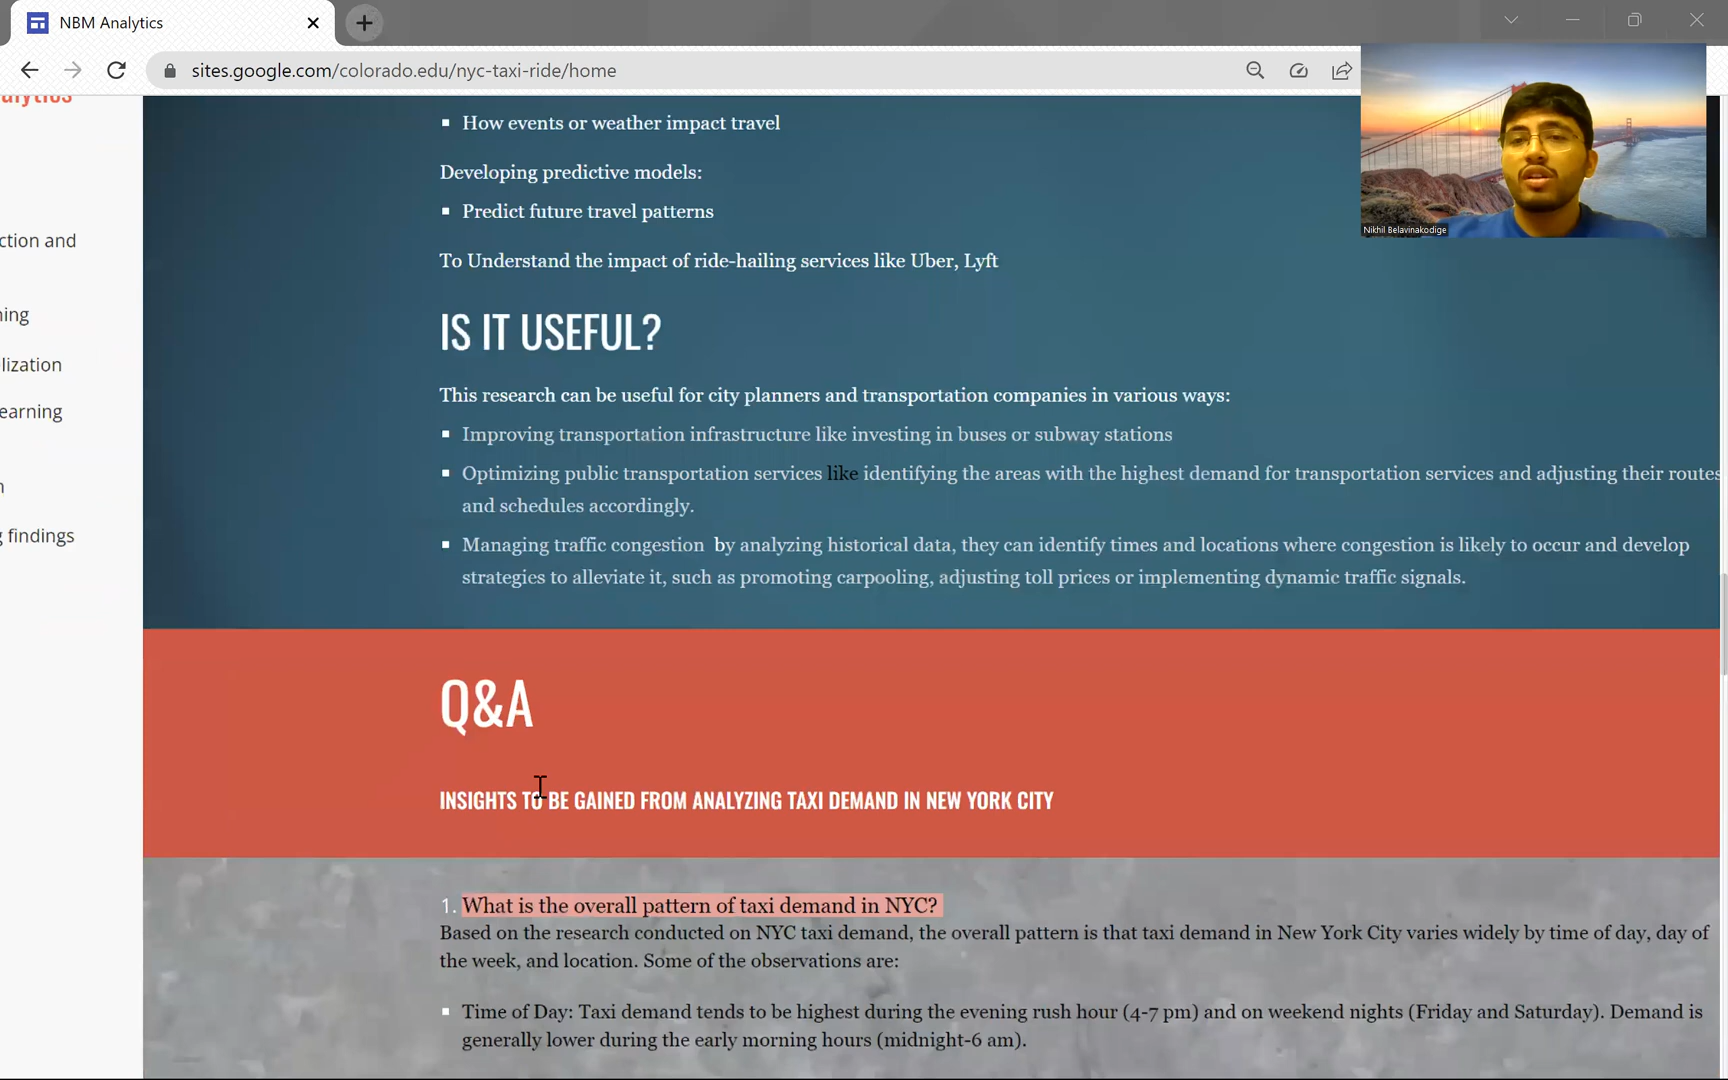 NBM Analytics
sites.google.com/colorado.edu/nyc-taxi-ride/home
Nikhil Belavinakodige
alytics
ction and
ning
lization
earning
n
g findings
▪ How events or weather impact travel
Developing predictive models:
▪ Predict future travel patterns
To Understand the impact of ride-hailing services like Uber, Lyft
IS IT USEFUL?
This research can be useful for city planners and transportation companies in various ways:
▪ Improving transportation infrastructure like investing in buses or subway stations
▪ Optimizing public transportation services like identifying the areas with the highest demand for transportation services and adjusting their routes
and schedules accordingly.
▪ Managing traffic congestion by analyzing historical data, they can identify times and locations where congestion is likely to occur and develop
strategies to alleviate it, such as promoting carpooling, adjusting toll prices or implementing dynamic traffic signals.
Q&A
INSIGHTS TO BE GAINED FROM ANALYZING TAXI DEMAND IN NEW YORK CITY
1. What is the overall pattern of taxi demand in NYC?
Based on the research conducted on NYC taxi demand, the overall pattern is that taxi demand in New York City varies widely by time of day, day of
the week, and location. Some of the observations are:
▪ Time of Day: Taxi demand tends to be highest during the evening rush hour (4-7 pm) and on weekend nights (Friday and Saturday). Demand is
generally lower during the early morning hours (midnight-6 am).